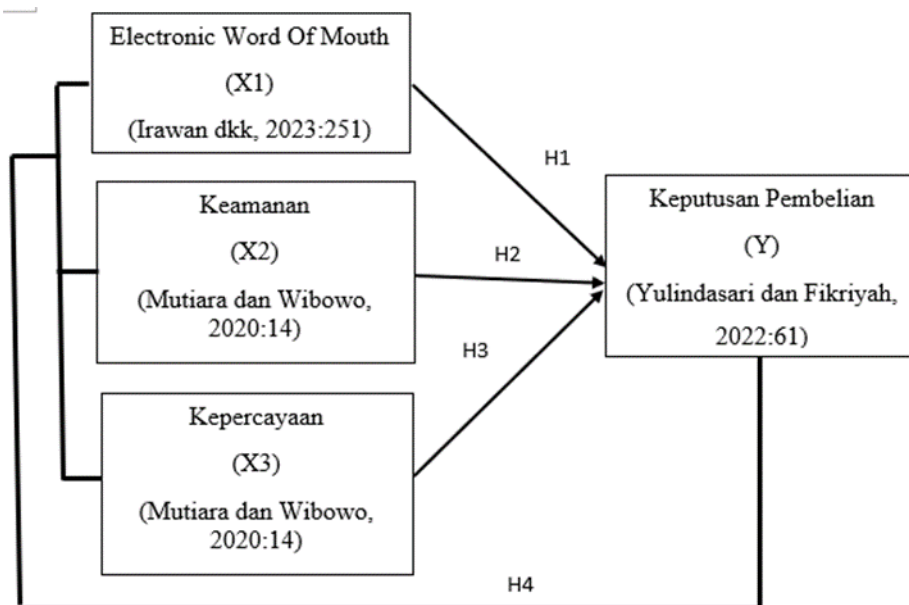 Electronic Word Of Mouth
(X1)
(Irawan dkk, 2023:251)
H1
Keamanan
(X2)
(Mutiara dan Wibowo,
2020:14)
H2
Keputusan Pembelian
(Y)
(Yulindasari dan Fikriyah,
2022:61)
H3
Kepercayaan
(X3)
(Mutiara dan Wibowo,
2020:14)
H4